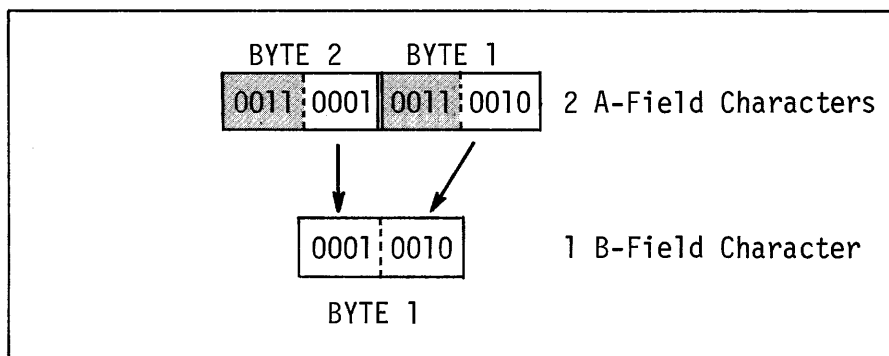 BYTE 2 BYTE 1
0011 0001 0011 0010 2 A-Field Characters
0001 0010 1 B-Field Character
BYTE 1